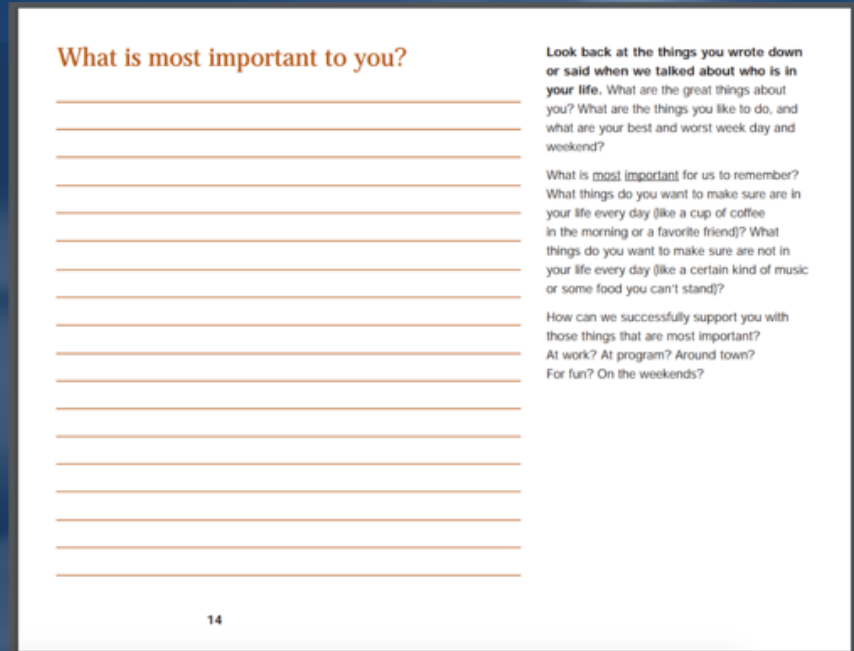 What is most important to you?
Look back at the things you wrote down
or said when we talked about who is in
your life. What are the great things about
you? What are the things you like to do, and
what are your best and worst week day and
weekend?
What is most important for us to remember?
What things do you want to make sure are in
your life every day (like a cup of coffee
in the morning or a favorite friend)? What
things do you want to make sure are not in
your life every day (like a certain kind of music
or some food you can't stand)?
How can we successfully support you with
those things that are most important?
At work? At program? Around town?
For fun? On the weekends?
14